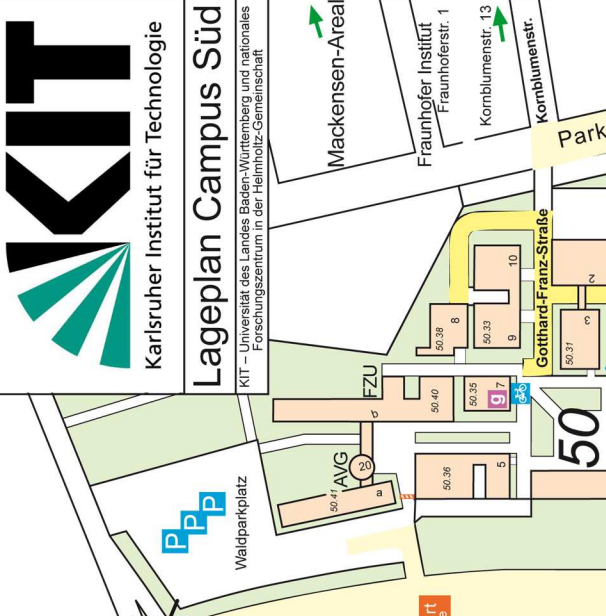 KIT
Karlsruher Institut für Technologie
Lageplan Campus Süd
KIT – Universität des Landes Baden-Württemberg und nationales
Forschungszentrum in der Helmholtz-Gemeinschaft
Mackensen-Areal
Fraunhofer Institut
Fraunhoferstr. 1
Kornblumenstr. 13
Kornblumenstr.
Park
Gotthard-Franz-Straße
10
50.33
9
50.38
8
2
3
50.31
FZU
b
50.40
50.35
g
7
AVG
20
50.41
a
50.36
5
50
PPP
Waldparkplatz